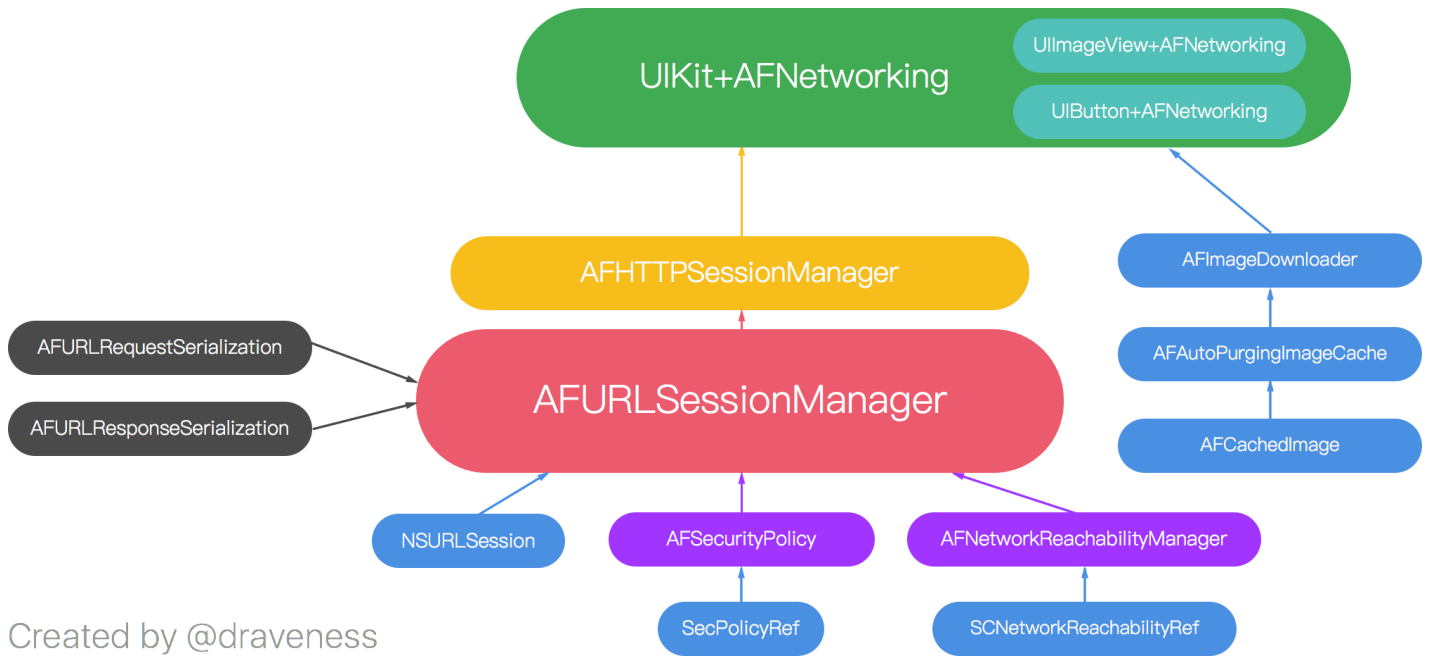 UIKit+AFNetworking
UIImageView+AFNetworking
UIButton+AFNetworking
AFHTTPSessionManager
AFImageDownloader
AFURLRequestSerialization
AFAutoPurgingImageCache
AFURLSessionManager
AFURLResponseSerialization
AFCachedImage
NSURLSession
AFSecurityPolicy
AFNetworkReachabilityManager
SecPolicyRef
SCNetworkReachabilityRef
Created by @draveness